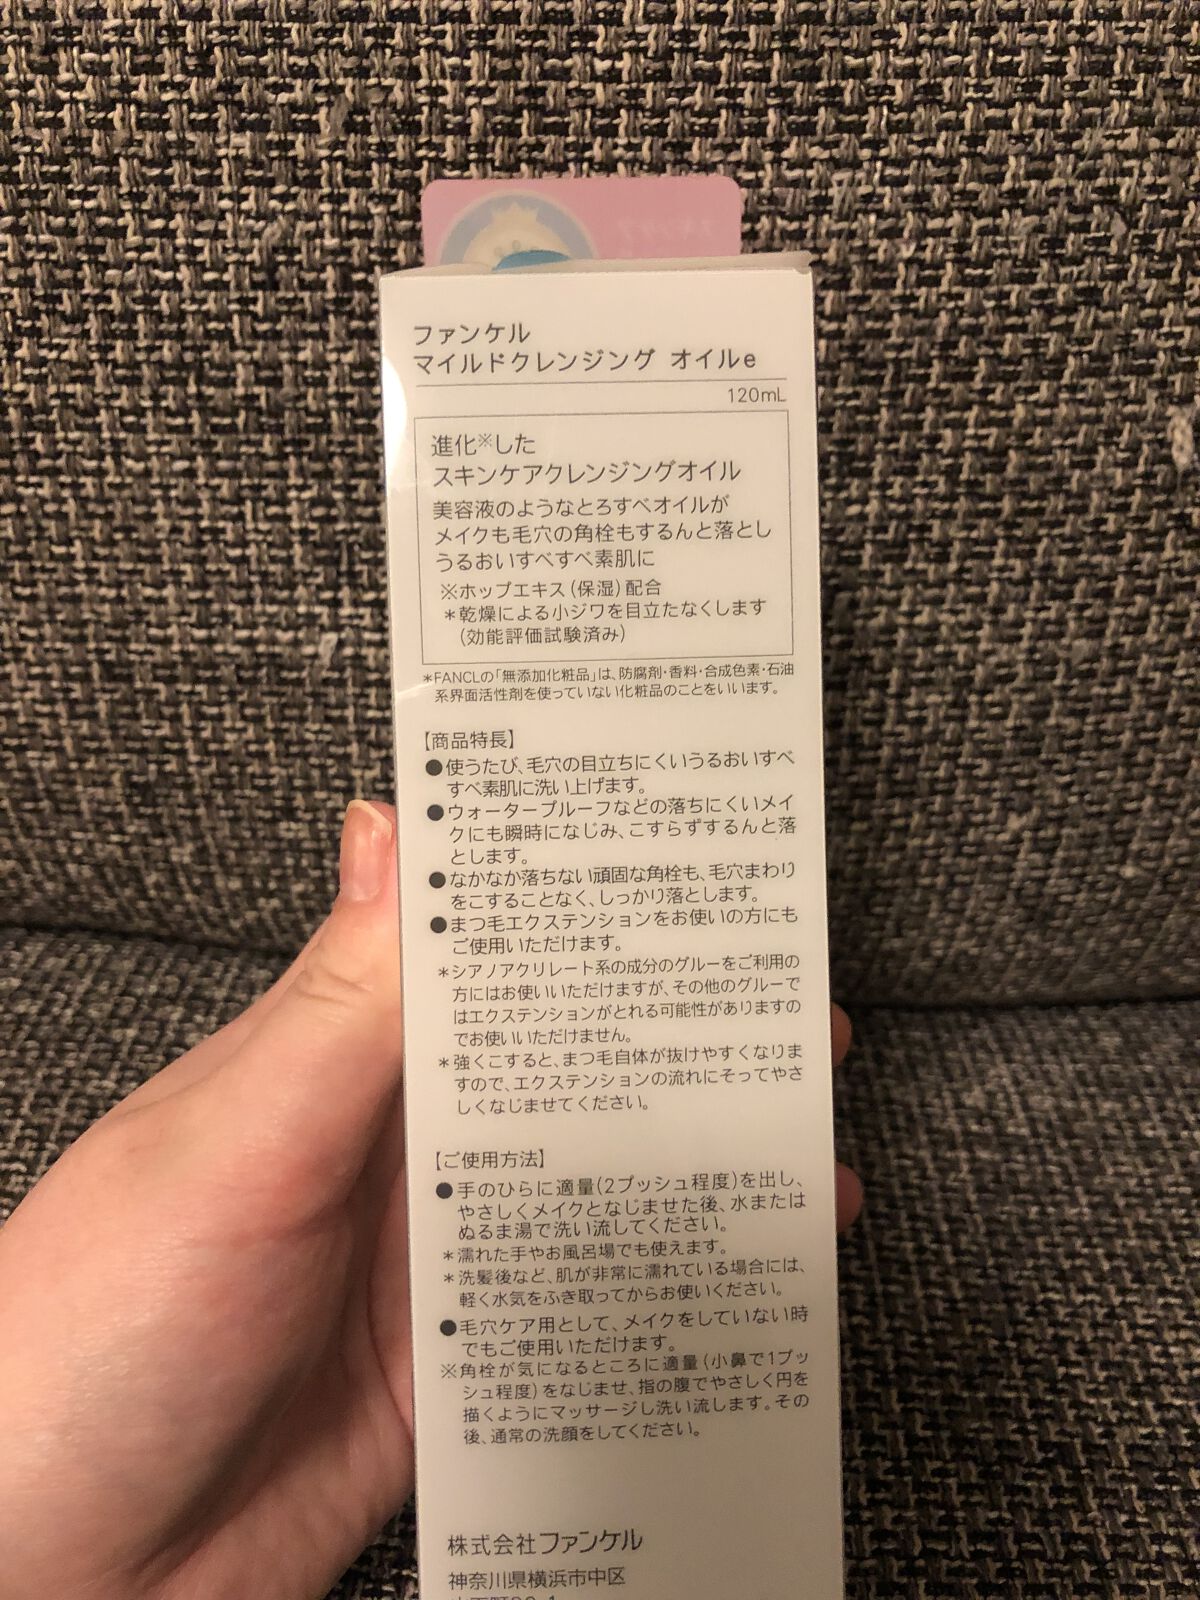 ファンケル
マイルドクレンジング オイルe
120mL
進化※した
スキンケアクレンジングオイル
美容液のようなとろすべオイルが
メイクも毛穴の角栓もするんと落とし
うるおいすべすべ素肌に
※ホップエキス(保湿)配合
＊乾燥による小ジワを目立たなくします
(効能評価試験済み)
＊FANCLの「無添加化粧品」は、防腐剤・香料・合成色素・石油
系界面活性剤を使っていない化粧品のことをいいます。
【商品特長】
●使うたび、毛穴の目立ちにくいうるおいすべ
すべ素肌に洗い上げます。
●ウォータープルーフなどの落ちにくいメイ
クにも瞬時になじみ、こすらずするんと落
とします。
●なかなか落ちない頑固な角栓も、毛穴まわり
をこすることなく、しっかり落とします。
●まつ毛エクステンションをお使いの方にも
ご使用いただけます。
＊シアノアクリレート系の成分のグルーをご利用の
方にはお使いいただけますが、その他のグルーで
はエクステンションがとれる可能性がありますの
でお使いいただけません。
＊強くこすると、まつ毛自体が抜けやすくなりま
すので、エクステンションの流れにそってやさ
しくなじませてください。
【ご使用方法】
●手のひらに適量(2プッシュ程度)を出し、
やさしくメイクとなじませた後、水または
ぬるま湯で洗い流してください。
＊濡れた手やお風呂場でも使えます。
＊洗髪後など、肌が非常に濡れている場合には、
軽く水気をふき取ってからお使いください。
●毛穴ケア用として、メイクをしていない時
でもご使用いただけます。
※角栓が気になるところに適量(小鼻で1プッ
シュ程度)をなじませ、指の腹でやさしく円を
描くようにマッサージし洗い流します。その
後、通常の洗顔をしてください。
株式会社ファンケル
神奈川県横浜市中区